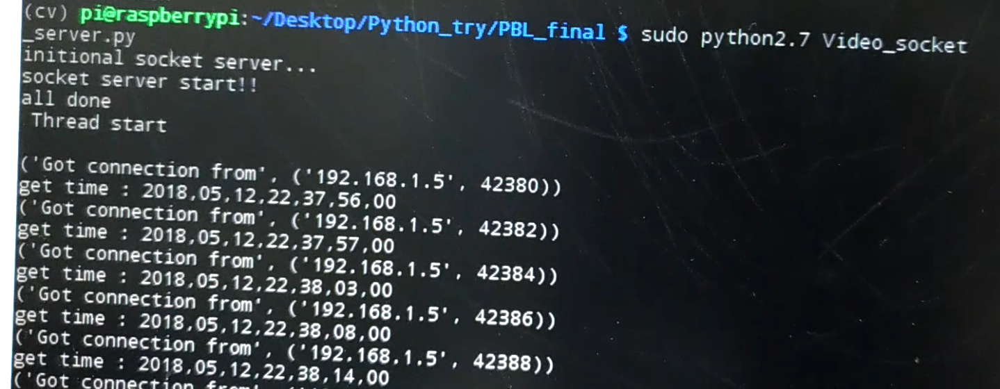 (cv) pi@raspberrypi:~/Desktop/Python_try/PBL_final $ sudo python2.7 Video_socket
_server.py
initional socket server...
socket server start!!
all done
Thread start
('Got connection from', ('192.168.1.5', 42380))
get time : 2018,05,12,22,37,56,00
('Got connection from', ('192.168.1.5', 42382))
get time : 2018,05,12,22,37,57,00
('Got connection from', ('192.168.1.5', 42384))
get time : 2018,05,12,22,38,03,00
('Got connection from', ('192.168.1.5', 42386))
get time : 2018,05,12,22,38,08,00
('Got connection from', ('192.168.1.5', 42388))
get time : 2018,05,12,22,38,14,00
('Got connection from'